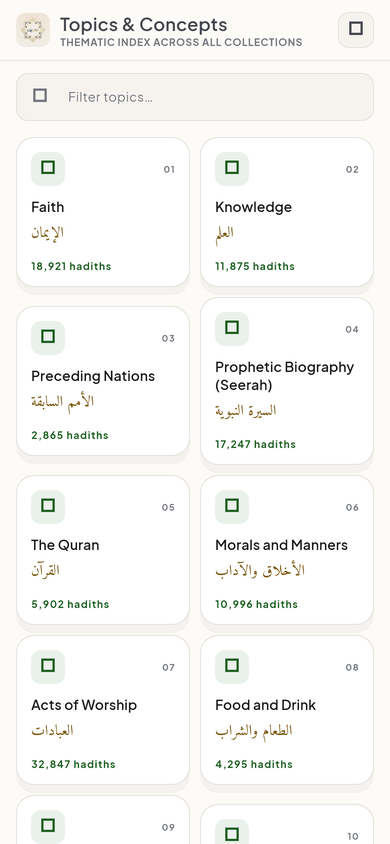 Topics & Concepts
THEMATIC INDEX ACROSS ALL COLLECTIONS
Filter topics...
01
Faith
الإيمان
18,921 hadiths
02
Knowledge
العلم
11,875 hadiths
03
Preceding Nations
الأمم السابقة
2,865 hadiths
04
Prophetic Biography
(Seerah)
السيرة النبوية
17,247 hadiths
05
The Quran
القرآن
5,902 hadiths
06
Morals and Manners
الأخلاق والآداب
10,996 hadiths
07
Acts of Worship
العبادات
32,847 hadiths
08
Food and Drink
الطعام والشراب
4,295 hadiths
09
10